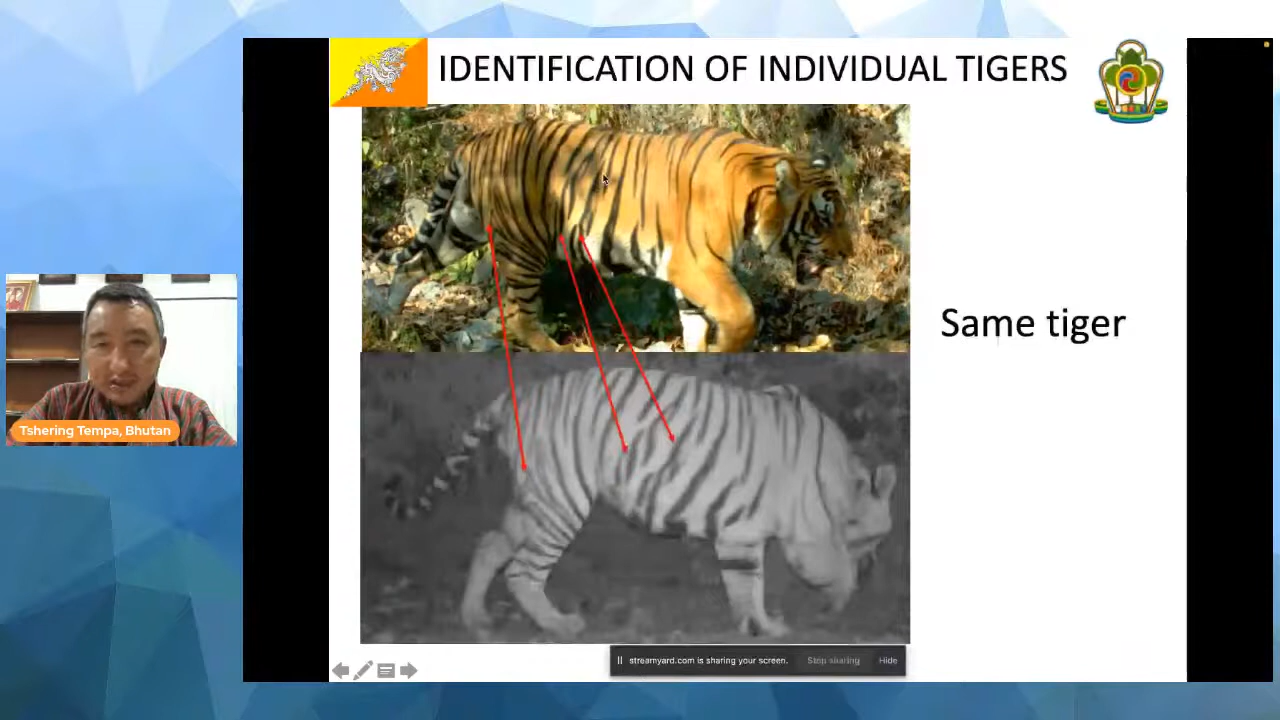 IDENTIFICATION OF INDIVIDUAL TIGERS
Same tiger
Tshering Tempa, Bhutan
streamyard.com is sharing your screen.
Stop sharing
Hide